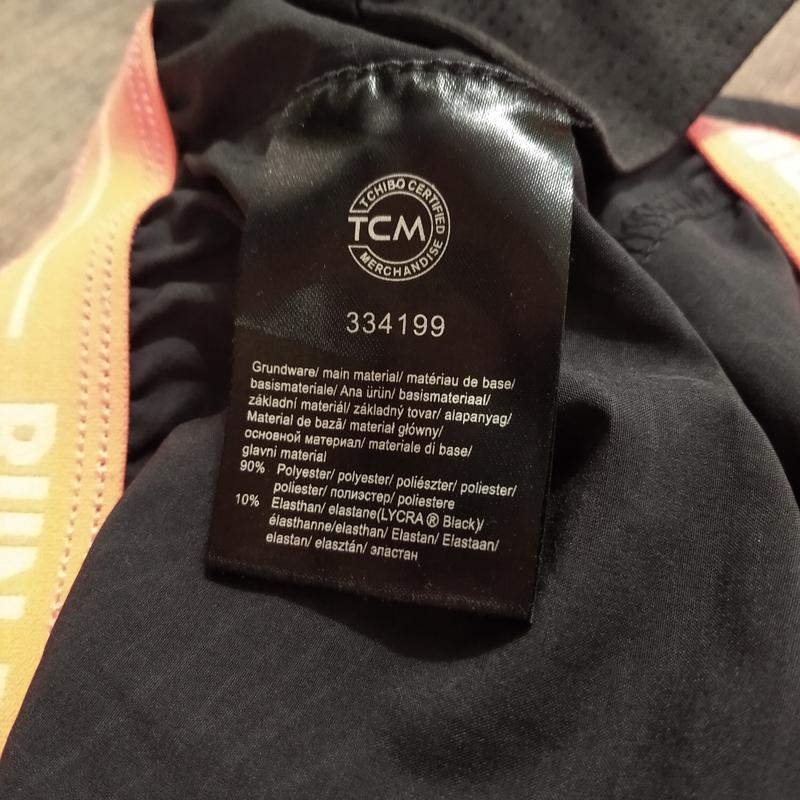 TCHIBO CERTIFIED
TCM
MERCHANDISE
334199
Grundware/ main material/ matériau de base/
basismateriale/ Ana ürün/ basismateriaal/
základní materiál/ základný tovar/ alapanyag/
Material de bază/ materiał główny/
основной материал/ materiale di base/
glavni material
90% Polyester/ polyester/ poliészter/ poliester/
poliester/ полиэстер/ poliestere
10% Elasthan/ elastane(LYCRA ® Black)/
élasthanne/elasthan/ Elastan/ Elastaan/
elastan/ elasztán/ эластан